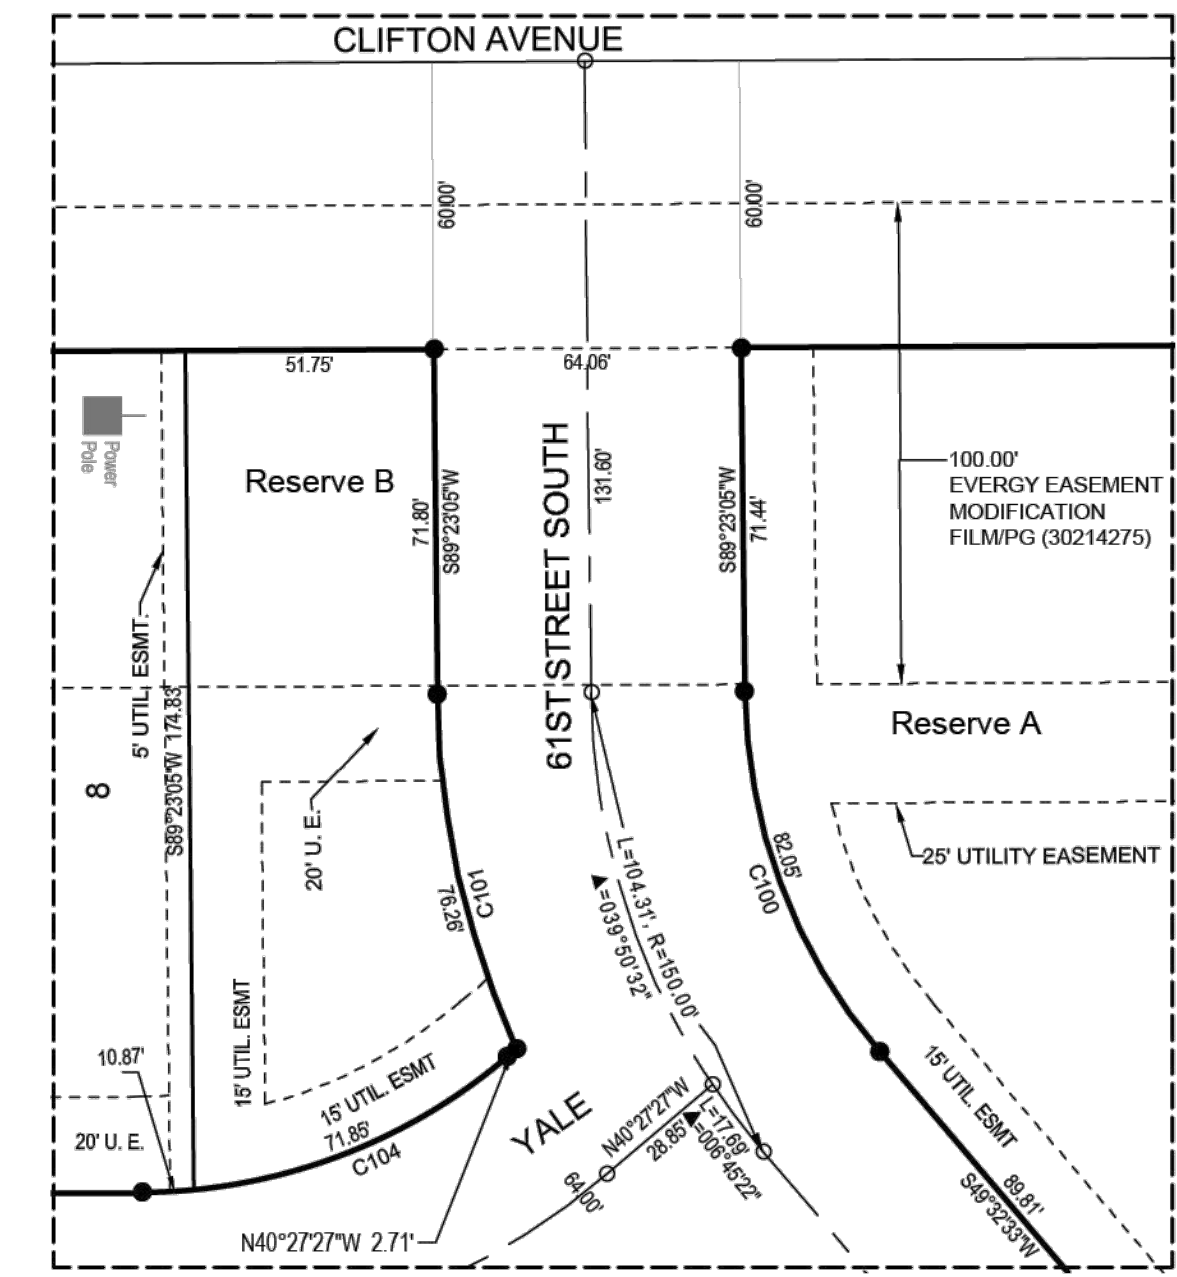 CLIFTON AVENUE
60.00'
60.00'
51.75'
64.06'
Power
Pole
Reserve B
71.80'
S89°23'05"W
61ST STREET SOUTH
131.60'
S89°23'05"W
71.44'
100.00'
EVERGY EASEMENT
MODIFICATION
FILM/PG (30214275)
5' UTIL. ESMT.
S89°23'05"W 174.83'
8
20' U. E.
Reserve A
25' UTILITY EASEMENT
C101
76.26'
82.05'
C100
L=104.31', R=150.00'
=039°50'32"
15' UTIL. ESMT
10.87'
20' U. E.
15' UTIL. ESMT
71.85'
C104
YALE
N40°27'27"W
28.85'
L=17.69'
=006°45'22"
64.00'
15' UTIL. ESMT
89.81'
S49°32'33"W
N40°27'27"W 2.71'